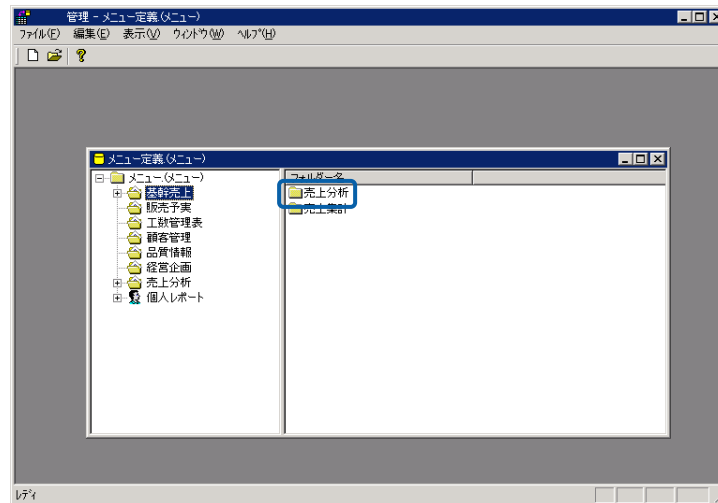 管理 - メニュー定義(メニュー)
ファイル(F) 編集(E) 表示(V) ウィンドウ(W) ヘルプ(H)
メニュー定義.(メニュー)
メニュー.(メニュー)
基幹売上
販売予実
工数管理表
顧客管理
品質情報
経営企画
売上分析
個人レポート
フォルダー名
売上分析
売上集計
レディ